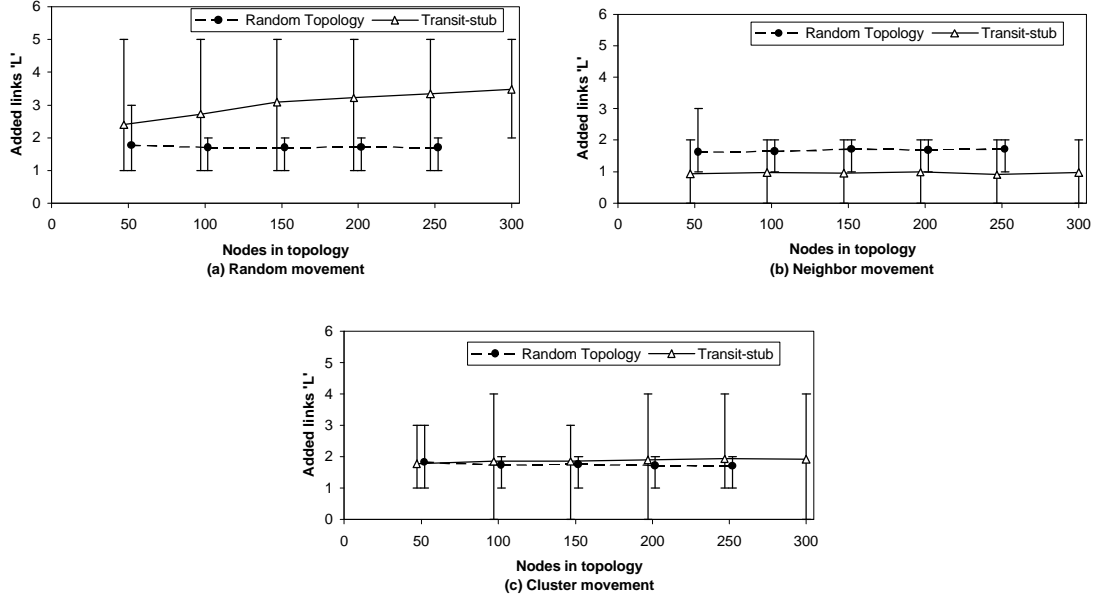 Random Topology Transit-stub
Added links 'L'
6
5
4
3
2
1
0
0 50 100 150 200 250 300
Nodes in topology
(a) Random movement
Random Topology Transit-stub
Added links 'L'
6
5
4
3
2
1
0
0 50 100 150 200 250 300
Nodes in topology
(b) Neighbor movement
Random Topology Transit-stub
Added links 'L'
6
5
4
3
2
1
0
0 50 100 150 200 250 300
Nodes in topology
(c) Cluster movement